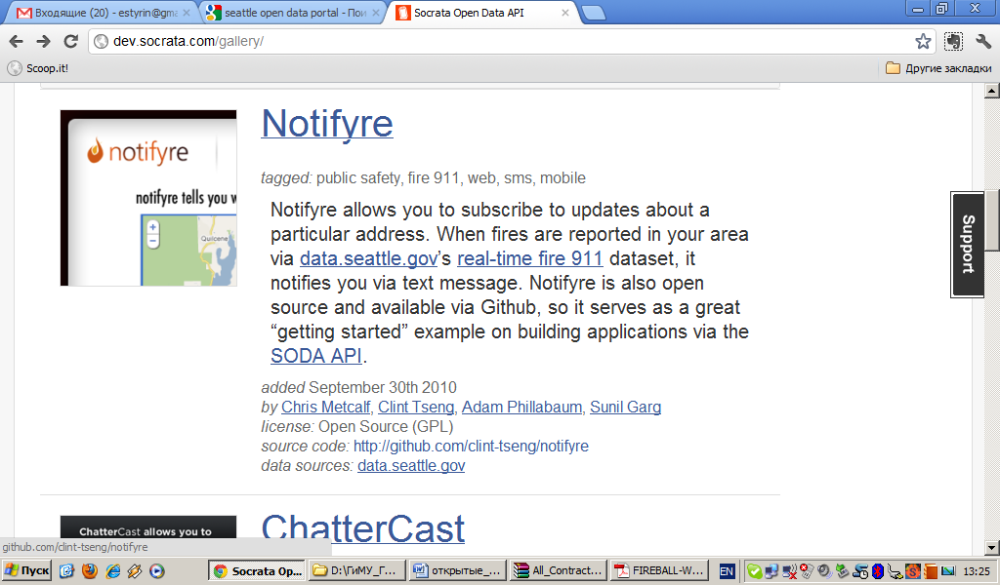 Входящие (20) - estyrin@gma
seattle open data portal - Пои
Socrata Open Data API
dev.socrata.com/gallery/
Scoop.it!
Другие закладки
notifyre
notifyre tells you w
Quilcene
Notifyre
tagged: public safety, fire 911, web, sms, mobile
Notifyre allows you to subscribe to updates about a
particular address. When fires are reported in your area
via data.seattle.gov’s real-time fire 911 dataset, it
notifies you via text message. Notifyre is also open
source and available via Github, so it serves as a great
“getting started” example on building applications via the
SODA API.
added September 30th 2010
by Chris Metcalf, Clint Tseng, Adam Phillabaum, Sunil Garg
license: Open Source (GPL)
source code: http://github.com/clint-tseng/notifyre
data sources: data.seattle.gov
Support
ChatterCast allows you to
ChatterCast
github.com/clint-tseng/notifyre
Пуск
Socrata Op...
D:\ГиМУ_Г...
открытые_...
All_Contract...
FIREBALL-W...
EN
13:25